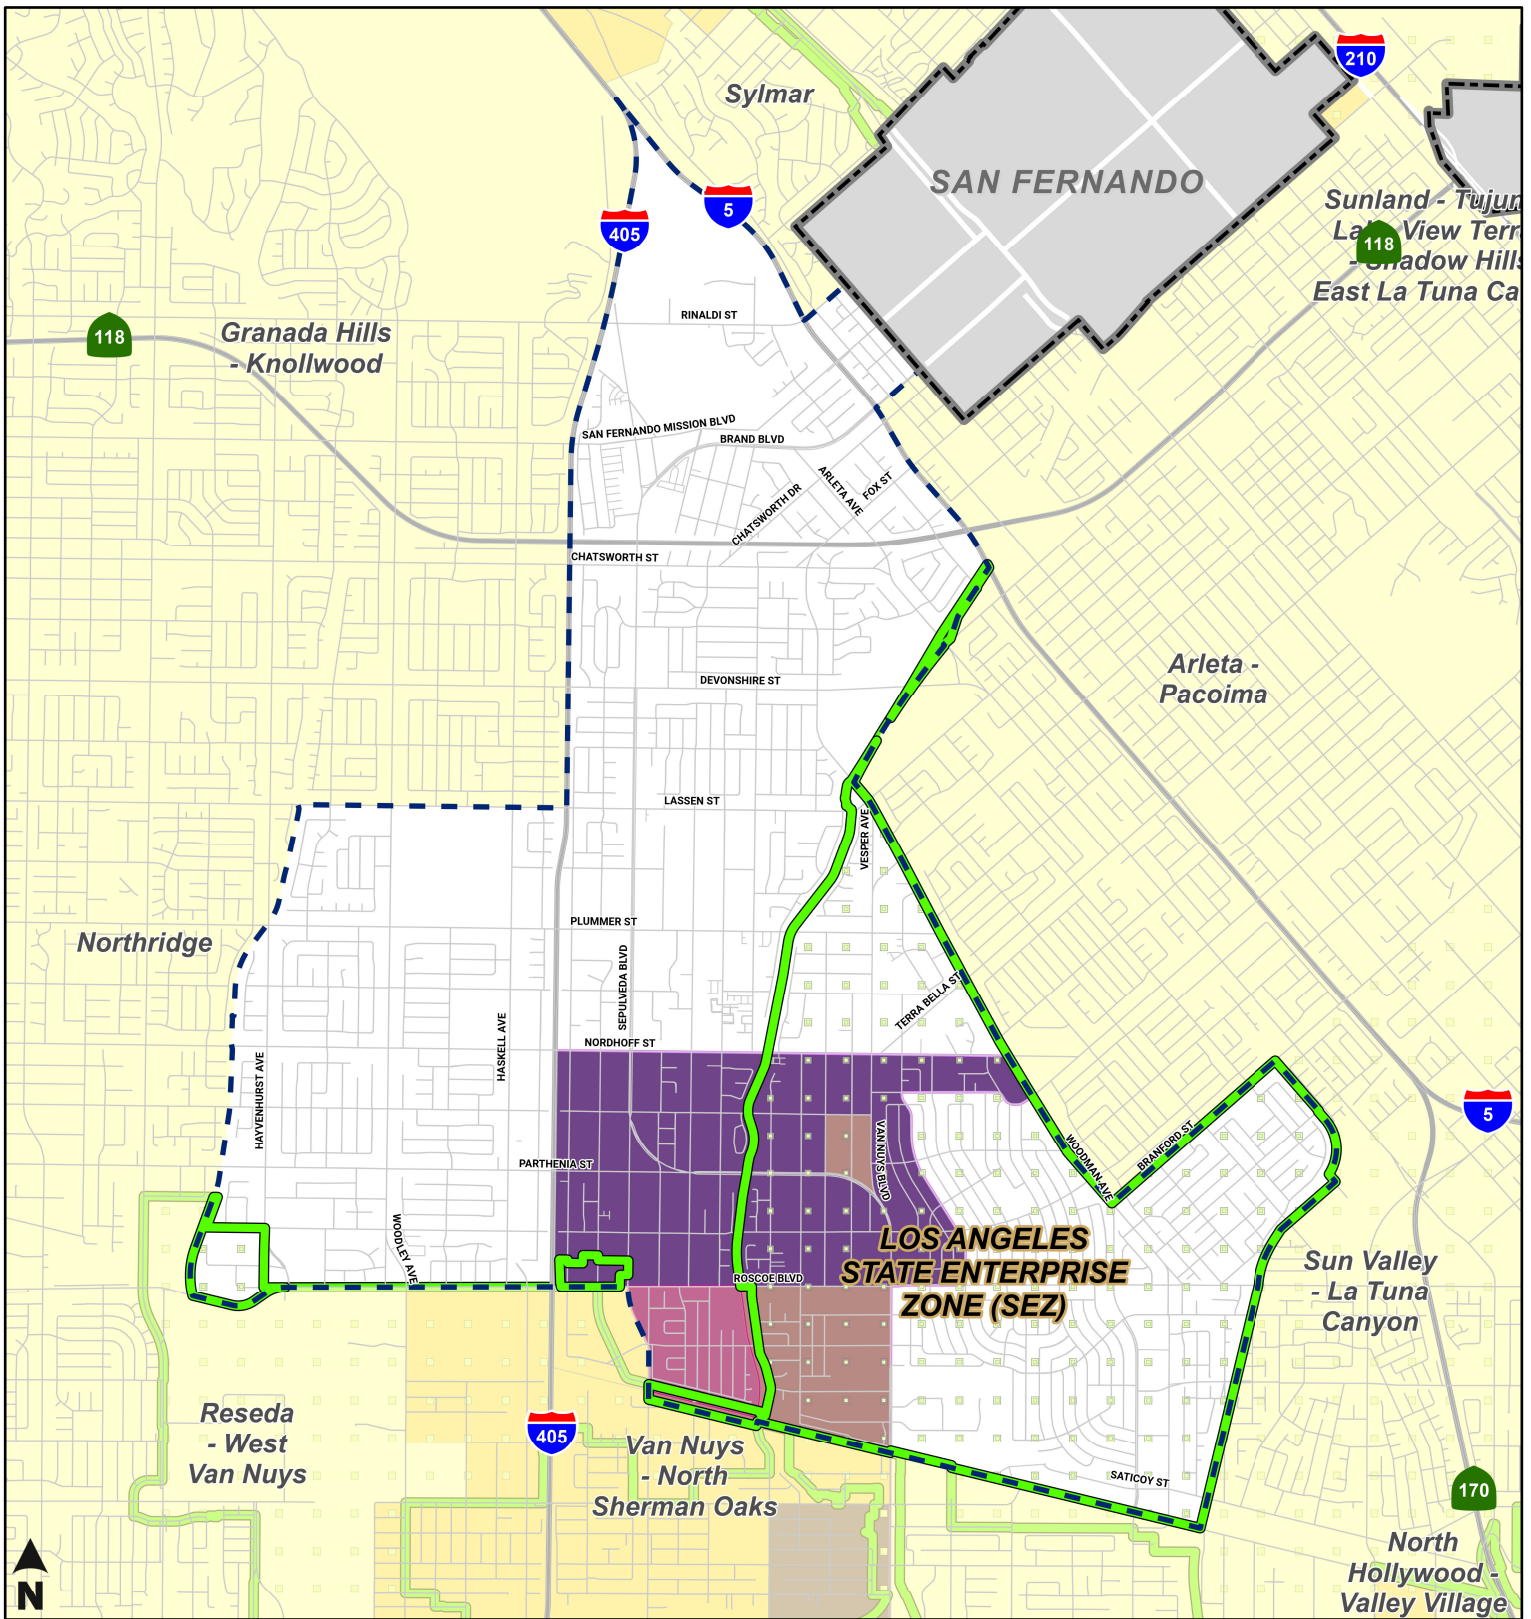 210
Sylmar
SAN FERNANDO
5
405
Sunland - Tujun
La View Terr
118
- Shadow Hills
East La Tuna Ca
RINALDI ST
118
Granada Hills
- Knollwood
SAN FERNANDO MISSION BLVD
BRAND BLVD
ARLETA AVE
FOX ST
CHATSWORTH DR
CHATSWORTH ST
Arleta -
Pacoima
DEVONSHIRE ST
LASSEN ST
VESPER AVE
PLUMMER ST
Northridge
SEPULVEDA BLVD
TERRA BELLA ST
HASKELL AVE
NORDHOFF ST
HAYVENHURST AVE
5
WOODMAN AVE
BRANFORD ST
VAN NUYS BLVD
PARTHENIA ST
WOODLEY AVE
LOS ANGELES
STATE ENTERPRISE
ZONE (SEZ)
ROSCOE BLVD
Sun Valley
- La Tuna
Canyon
Reseda
- West
Van Nuys
405
Van Nuys
- North
Sherman Oaks
SATICOY ST
170
North
Hollywood -
Valley Village
N